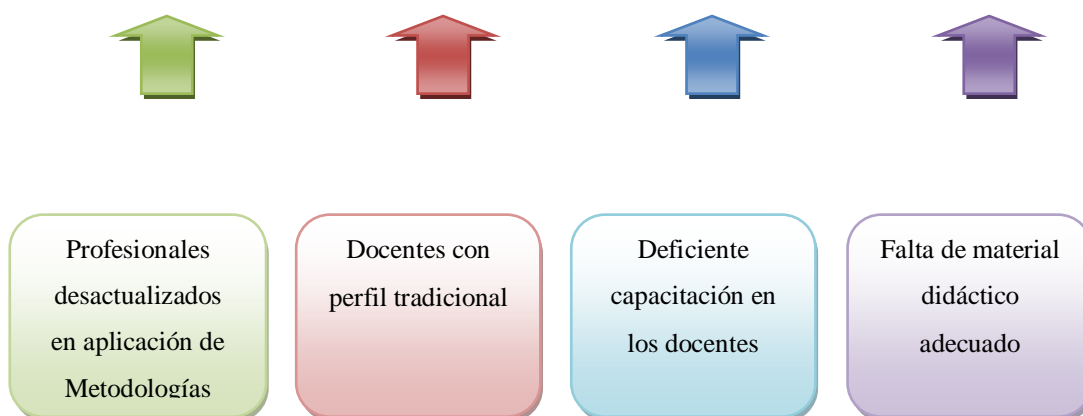 Profesionales
desactualizados
en aplicación de
Metodologías
Docentes con
perfil tradicional
Deficiente
capacitación en
los docentes
Falta de material
didáctico
adecuado